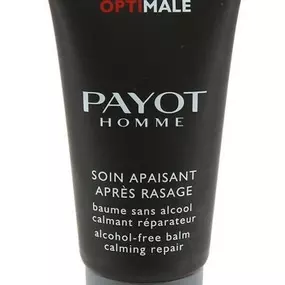 OPTIMALE
PAYOT
HOMME
SOIN APAISANT
APRÈS RASAGE
baume sans alcool
calmant réparateur
alcohol-free balm
calming repair